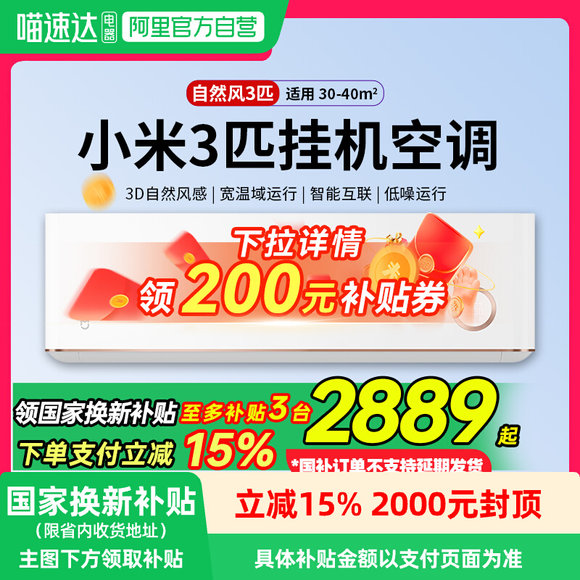 喵速达电器 阿里官方自营
自然风3匹 适用 30-40m²
小米3匹挂机空调
3D自然风感 | 宽温域运行 | 智能互联 | 低噪运行
下拉详情
领200元补贴券
领国家换新补贴 至多补贴3台 2889起
下单支付立减 15%
*国补订单不支持延期发货
国家换新补贴
(限省内收货地址)
主图下方领取补贴
立减15% 2000元封顶
具体补贴金额以支付页面为准